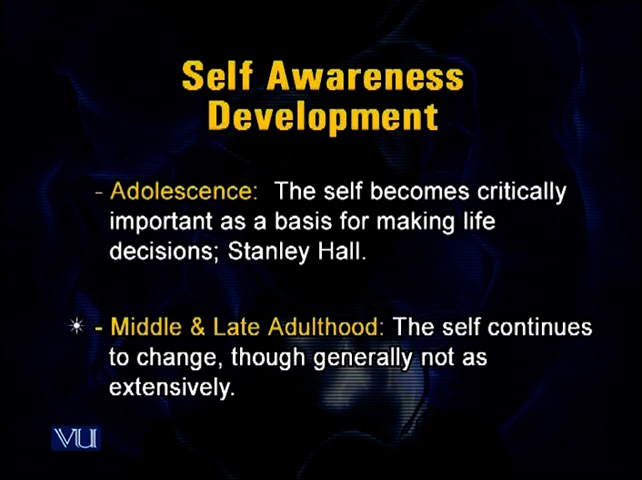 Self Awareness
Development
- Adolescence: The self becomes critically
important as a basis for making life
decisions; Stanley Hall.
- Middle & Late Adulthood: The self continues
to change, though generally not as
extensively.
VU